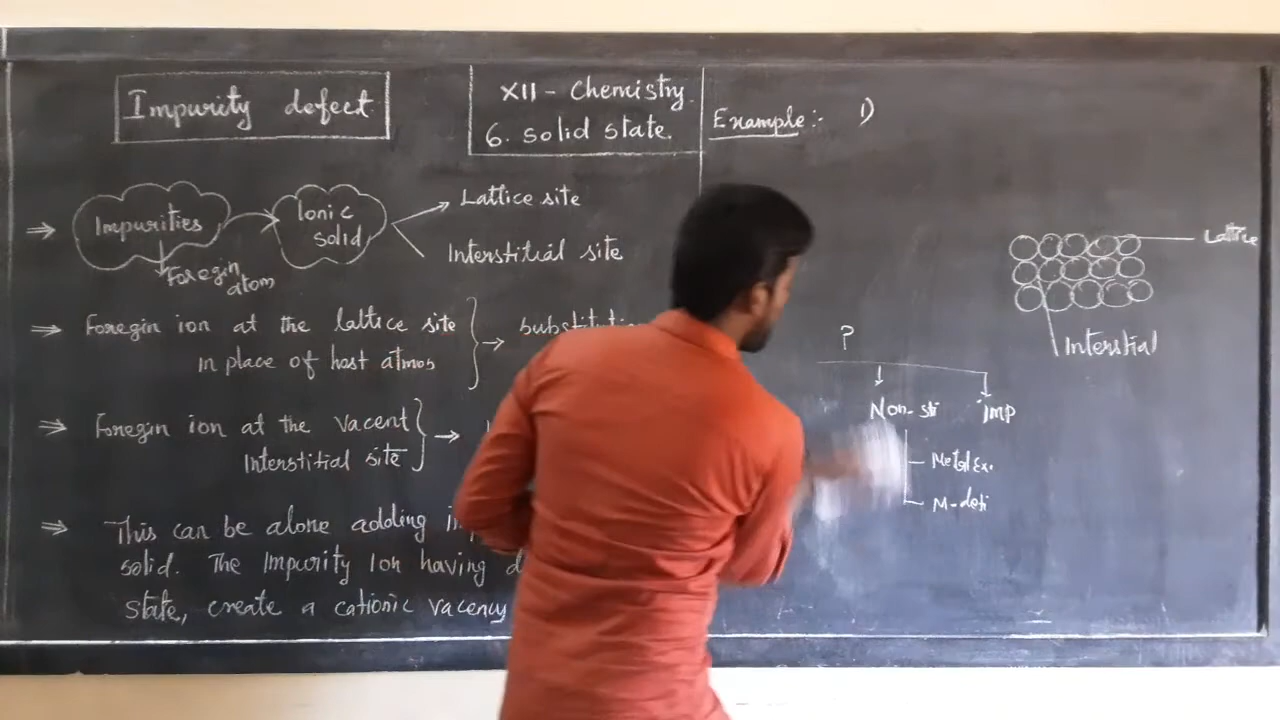 Impurity defect.
XII - Chemistry.
6. Solid state.
Example :- 1)
Impurities
Ionic
solid
Lattice site
Interstitial site
Foregin
atom
Foregin ion at the lattice site
in place of host atmos
Foregin ion at the vacent
Interstitial site
This can be alone adding
solid. The Impurity Ion having
state, create a cationic vacency
?
Non-sti
imp
Metal Ex.
M-defi
Lattice
Interstial